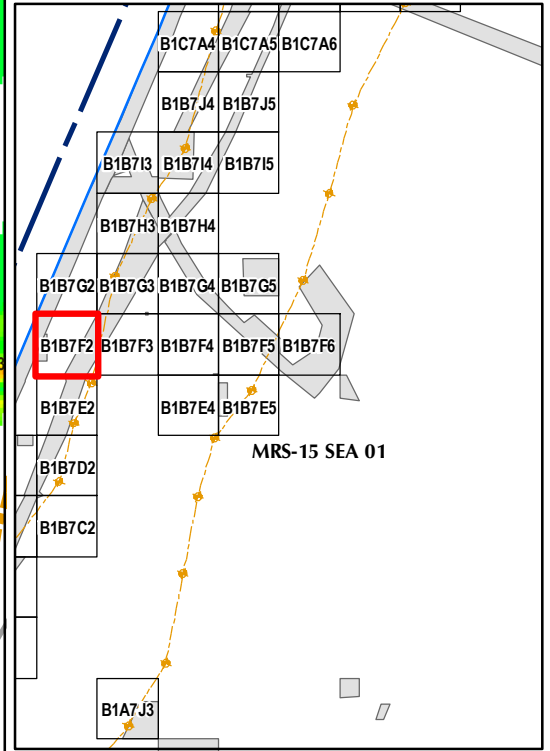 B1C7A4 B1C7A5 B1C7A6
B1B7J4 B1B7J5
B1B7I3 B1B7I4 B1B7I5
B1B7H3 B1B7H4
B1B7G2 B1B7G3 B1B7G4 B1B7G5
B1B7F2 B1B7F3 B1B7F4 B1B7F5 B1B7F6
B1B7E2 B1B7E4 B1B7E5
MRS-15 SEA 01
B1B7D2
B1B7C2
B1A7J3